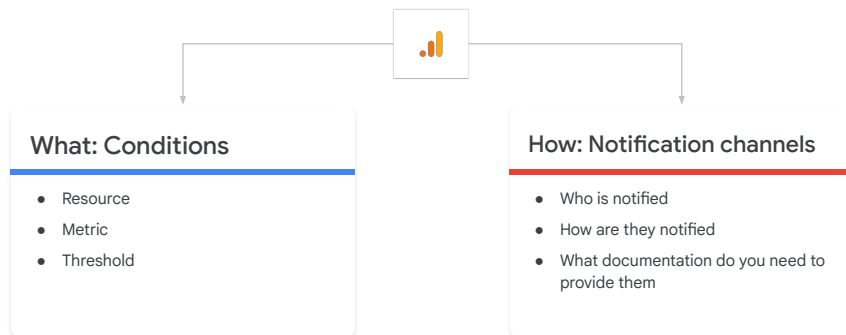 What: Conditions
● Resource
● Metric
● Threshold
How: Notification channels
● Who is notified
● How are they notified
● What documentation do you need to
provide them